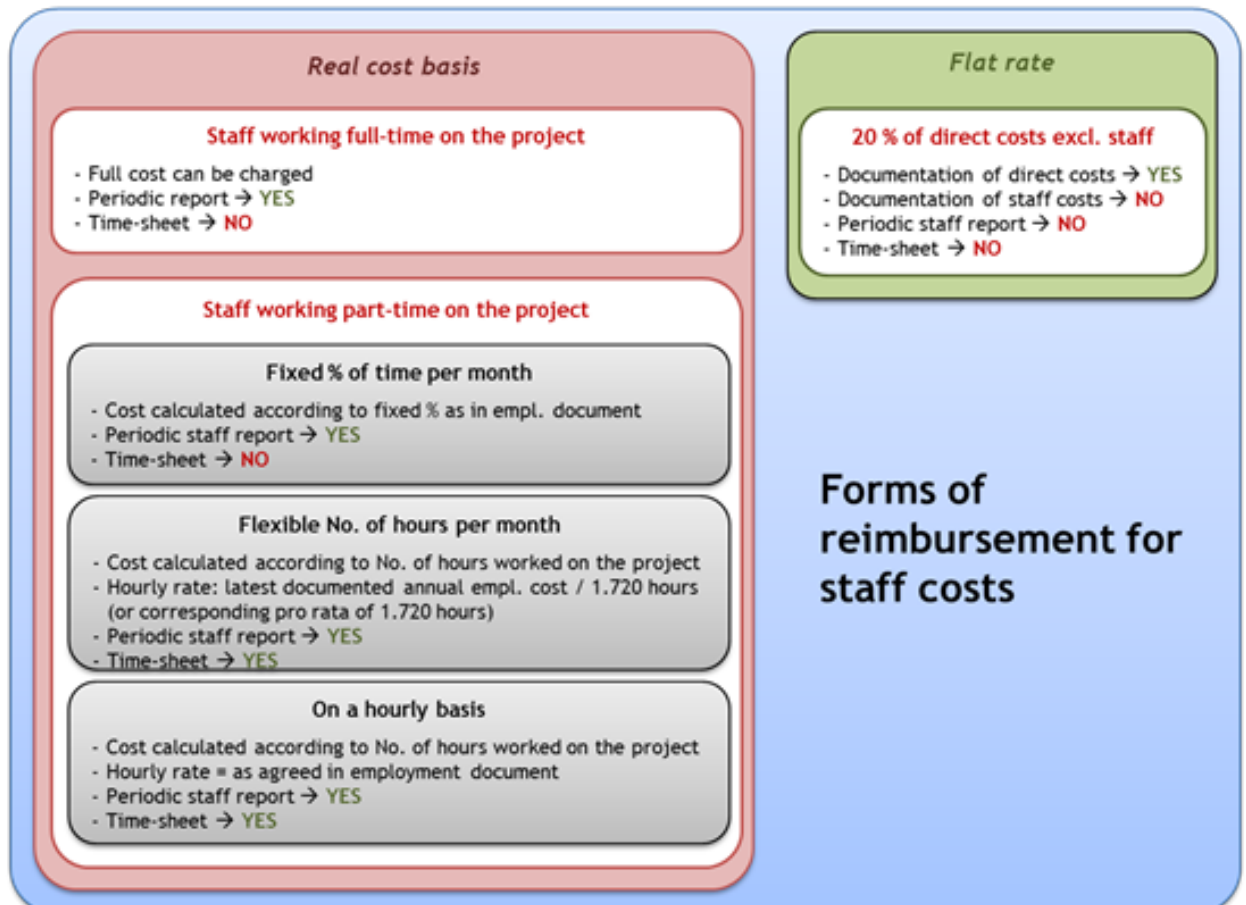 Real cost basis
Staff working full-time on the project
- Full cost can be charged
- Periodic report → YES
- Time-sheet → NO
Staff working part-time on the project
Fixed % of time per month
- Cost calculated according to fixed % as in empl. document
- Periodic staff report → YES
- Time-sheet → NO
Flexible No. of hours per month
- Cost calculated according to No. of hours worked on the project
- Hourly rate: latest documented annual empl. cost / 1.720 hours
(or corresponding pro rata of 1.720 hours)
- Periodic staff report → YES
- Time-sheet → YES
On a hourly basis
- Cost calculated according to No. of hours worked on the project
- Hourly rate = as agreed in employment document
- Periodic staff report → YES
- Time-sheet → YES
Flat rate
20 % of direct costs excl. staff
- Documentation of direct costs → YES
- Documentation of staff costs → NO
- Periodic staff report → NO
- Time-sheet → NO
Forms of
reimbursement for
staff costs